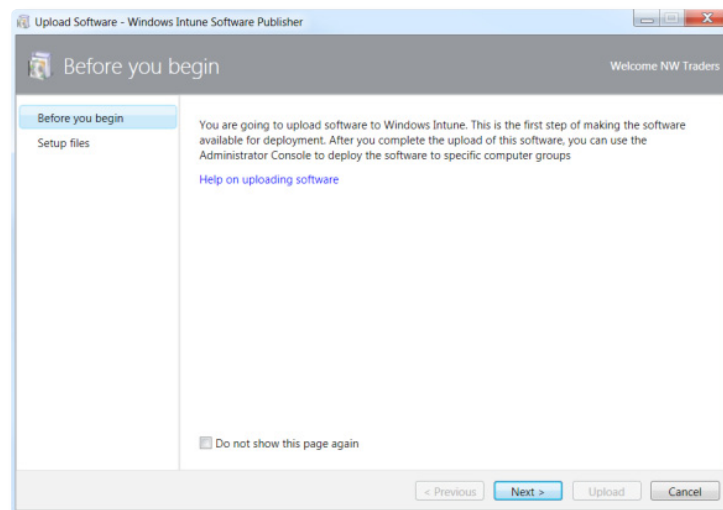 Upload Software - Windows Intune Software Publisher
Before you begin
Welcome NW Traders
Before you begin
Setup files
You are going to upload software to Windows Intune. This is the first step of making the software
available for deployment. After you complete the upload of this software, you can use the
Administrator Console to deploy the software to specific computer groups
Help on uploading software
Do not show this page again
< Previous
Next >
Upload
Cancel